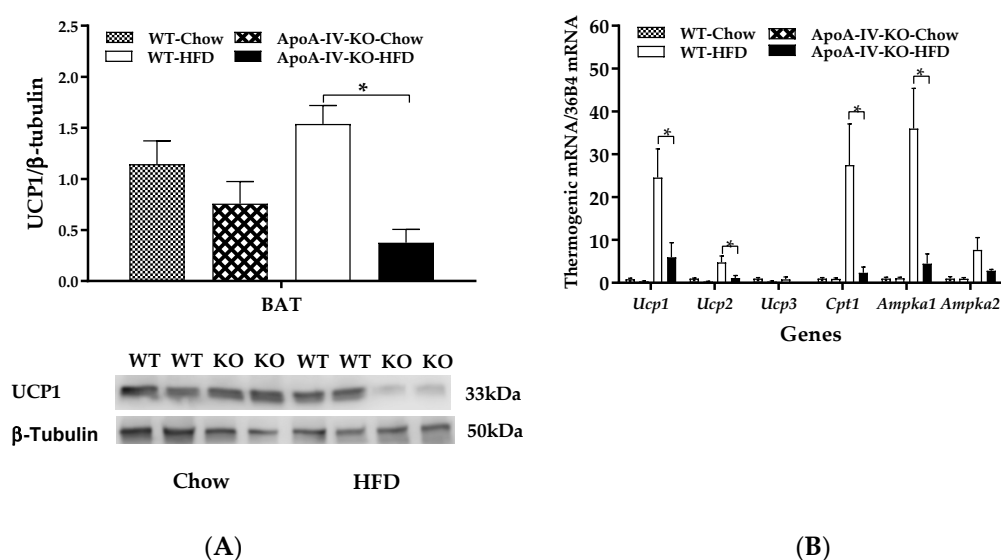 WT-Chow ApoA-IV-KO-Chow
WT-HFD ApoA-IV-KO-HFD
2.5
2.0
1.5
1.0
0.5
0.0
UCP1/β-tubulin
*
BAT
WT WT KO KO WT WT KO KO
UCP1 33kDa
β-Tubulin 50kDa
Chow HFD
(A)
WT-Chow ApoA-IV-KO-Chow
WT-HFD ApoA-IV-KO-HFD
60
50
40
30
20
10
0
Thermogenic mRNA/36B4 mRNA
* * * *
Ucp1 Ucp2 Ucp3 Cpt1 Ampka1 Ampka2
Genes
(B)